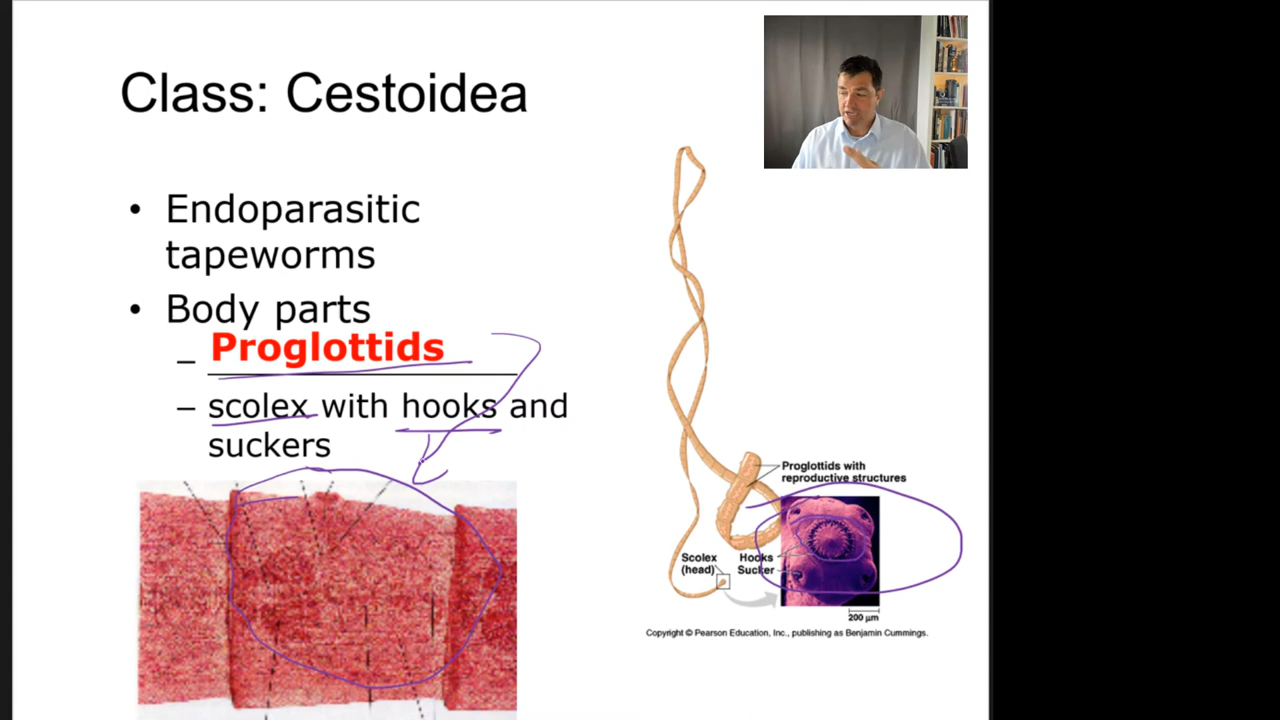 Class: Cestoidea
• Endoparasitic
tapeworms
• Body parts
– Proglottids
– scolex with hooks and
suckers
Proglottids with
reproductive structures
Scolex
(head)
Hooks
Sucker
200 µm
Copyright © Pearson Education, Inc., publishing as Benjamin Cummings.